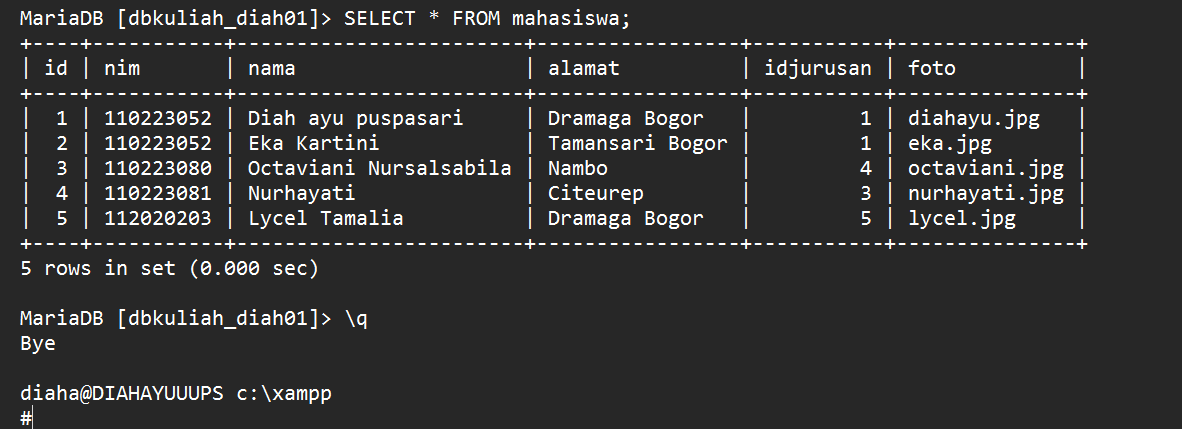 MariaDB [dbkuliah_diah01]> SELECT * FROM mahasiswa;
+----+-----------+------------------------+-----------------+-----------+---------------+
| id | nim       | nama                   | alamat          | idjurusan | foto          |
+----+-----------+------------------------+-----------------+-----------+---------------+
|  1 | 110223052 | Diah ayu puspasari     | Dramaga Bogor   |         1 | diahayu.jpg   |
|  2 | 110223052 | Eka Kartini            | Tamansari Bogor |         1 | eka.jpg       |
|  3 | 110223080 | Octaviani Nursalsabila | Nambo           |         4 | octaviani.jpg |
|  4 | 110223081 | Nurhayati              | Citeurep        |         3 | nurhayati.jpg |
|  5 | 112020203 | Lycel Tamalia          | Dramaga Bogor   |         5 | lycel.jpg     |
+----+-----------+------------------------+-----------------+-----------+---------------+
5 rows in set (0.000 sec)
MariaDB [dbkuliah_diah01]> \q
Bye
diaha@DIAHAYUUUPS c:\xampp
#